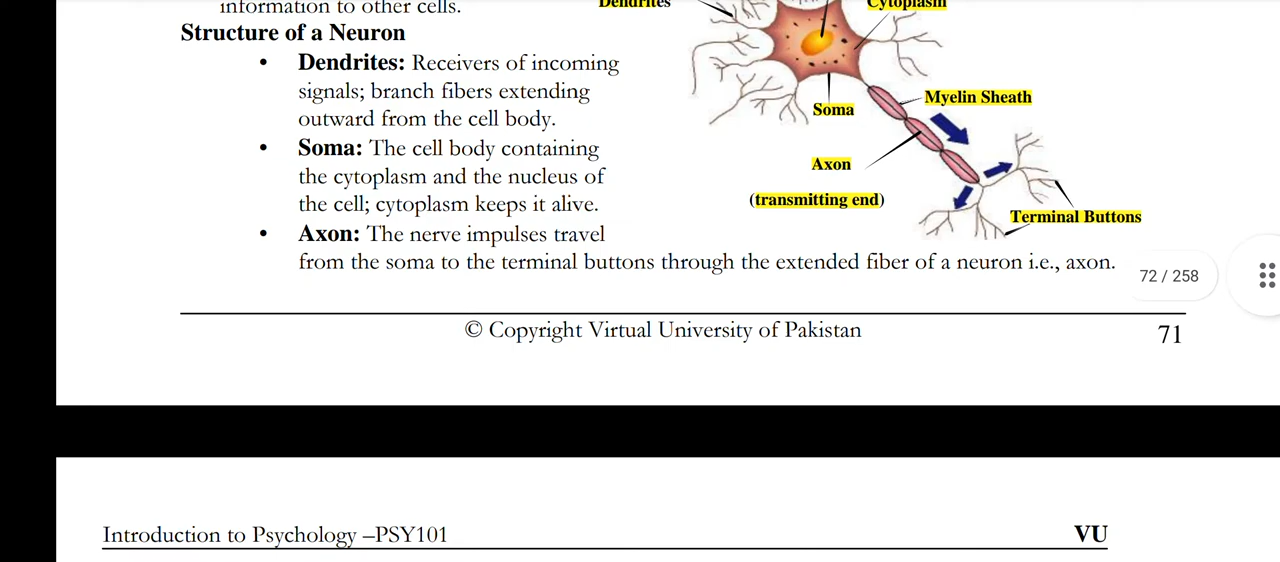 information to other cells.
Dendrites
Cytoplasm
Structure of a Neuron
• Dendrites: Receivers of incoming
signals; branch fibers extending
outward from the cell body.
• Soma: The cell body containing
the cytoplasm and the nucleus of
the cell; cytoplasm keeps it alive.
• Axon: The nerve impulses travel
from the soma to the terminal buttons through the extended fiber of a neuron i.e., axon.
Soma
Myelin Sheath
Axon
(transmitting end)
Terminal Buttons
72 / 258
© Copyright Virtual University of Pakistan
71
Introduction to Psychology –PSY101
VU